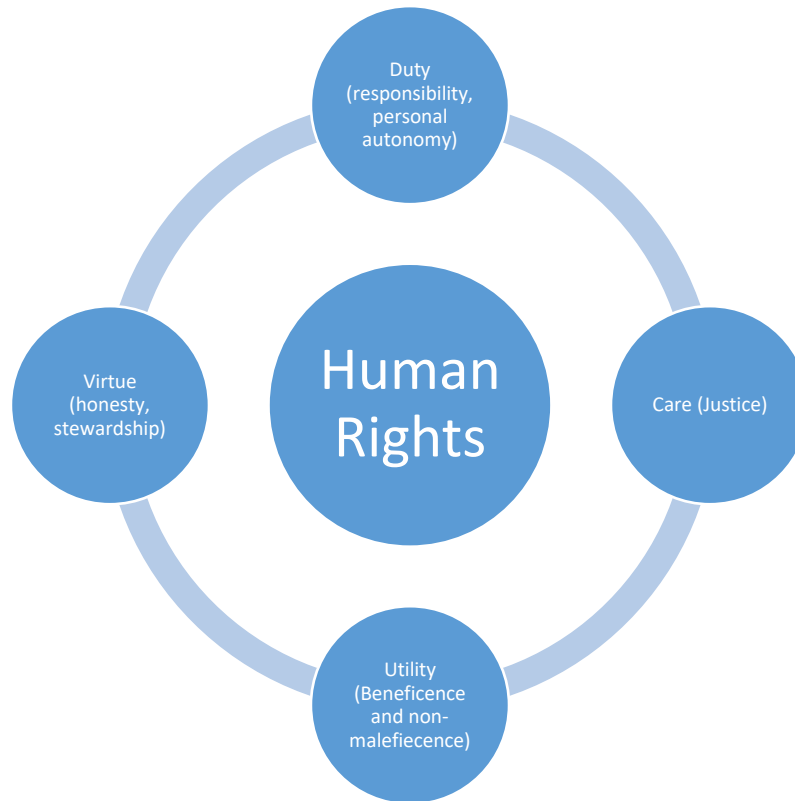 Duty
(responsibility,
personal
autonomy)
Virtue
(honesty,
stewardship)
Human
Rights
Care (Justice)
Utility
(Beneficence
and non-
malefiecence)